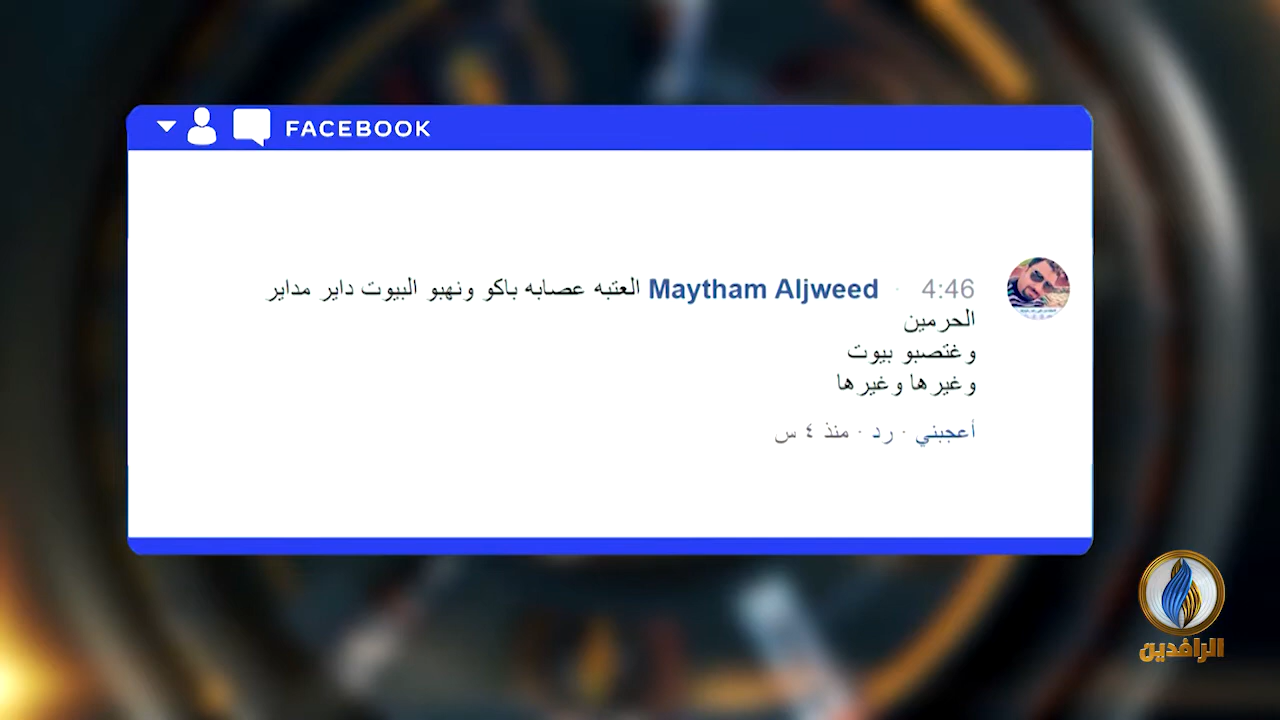 FACEBOOK
4:46 · Maytham Aljweed العتبه عصابه باكو ونهبو البيوت داير مداير
الحرمين
وغتصبو بيوت
وغيرها وغيرها
أعجبني · رد · منذ ٤ س
الرافدين